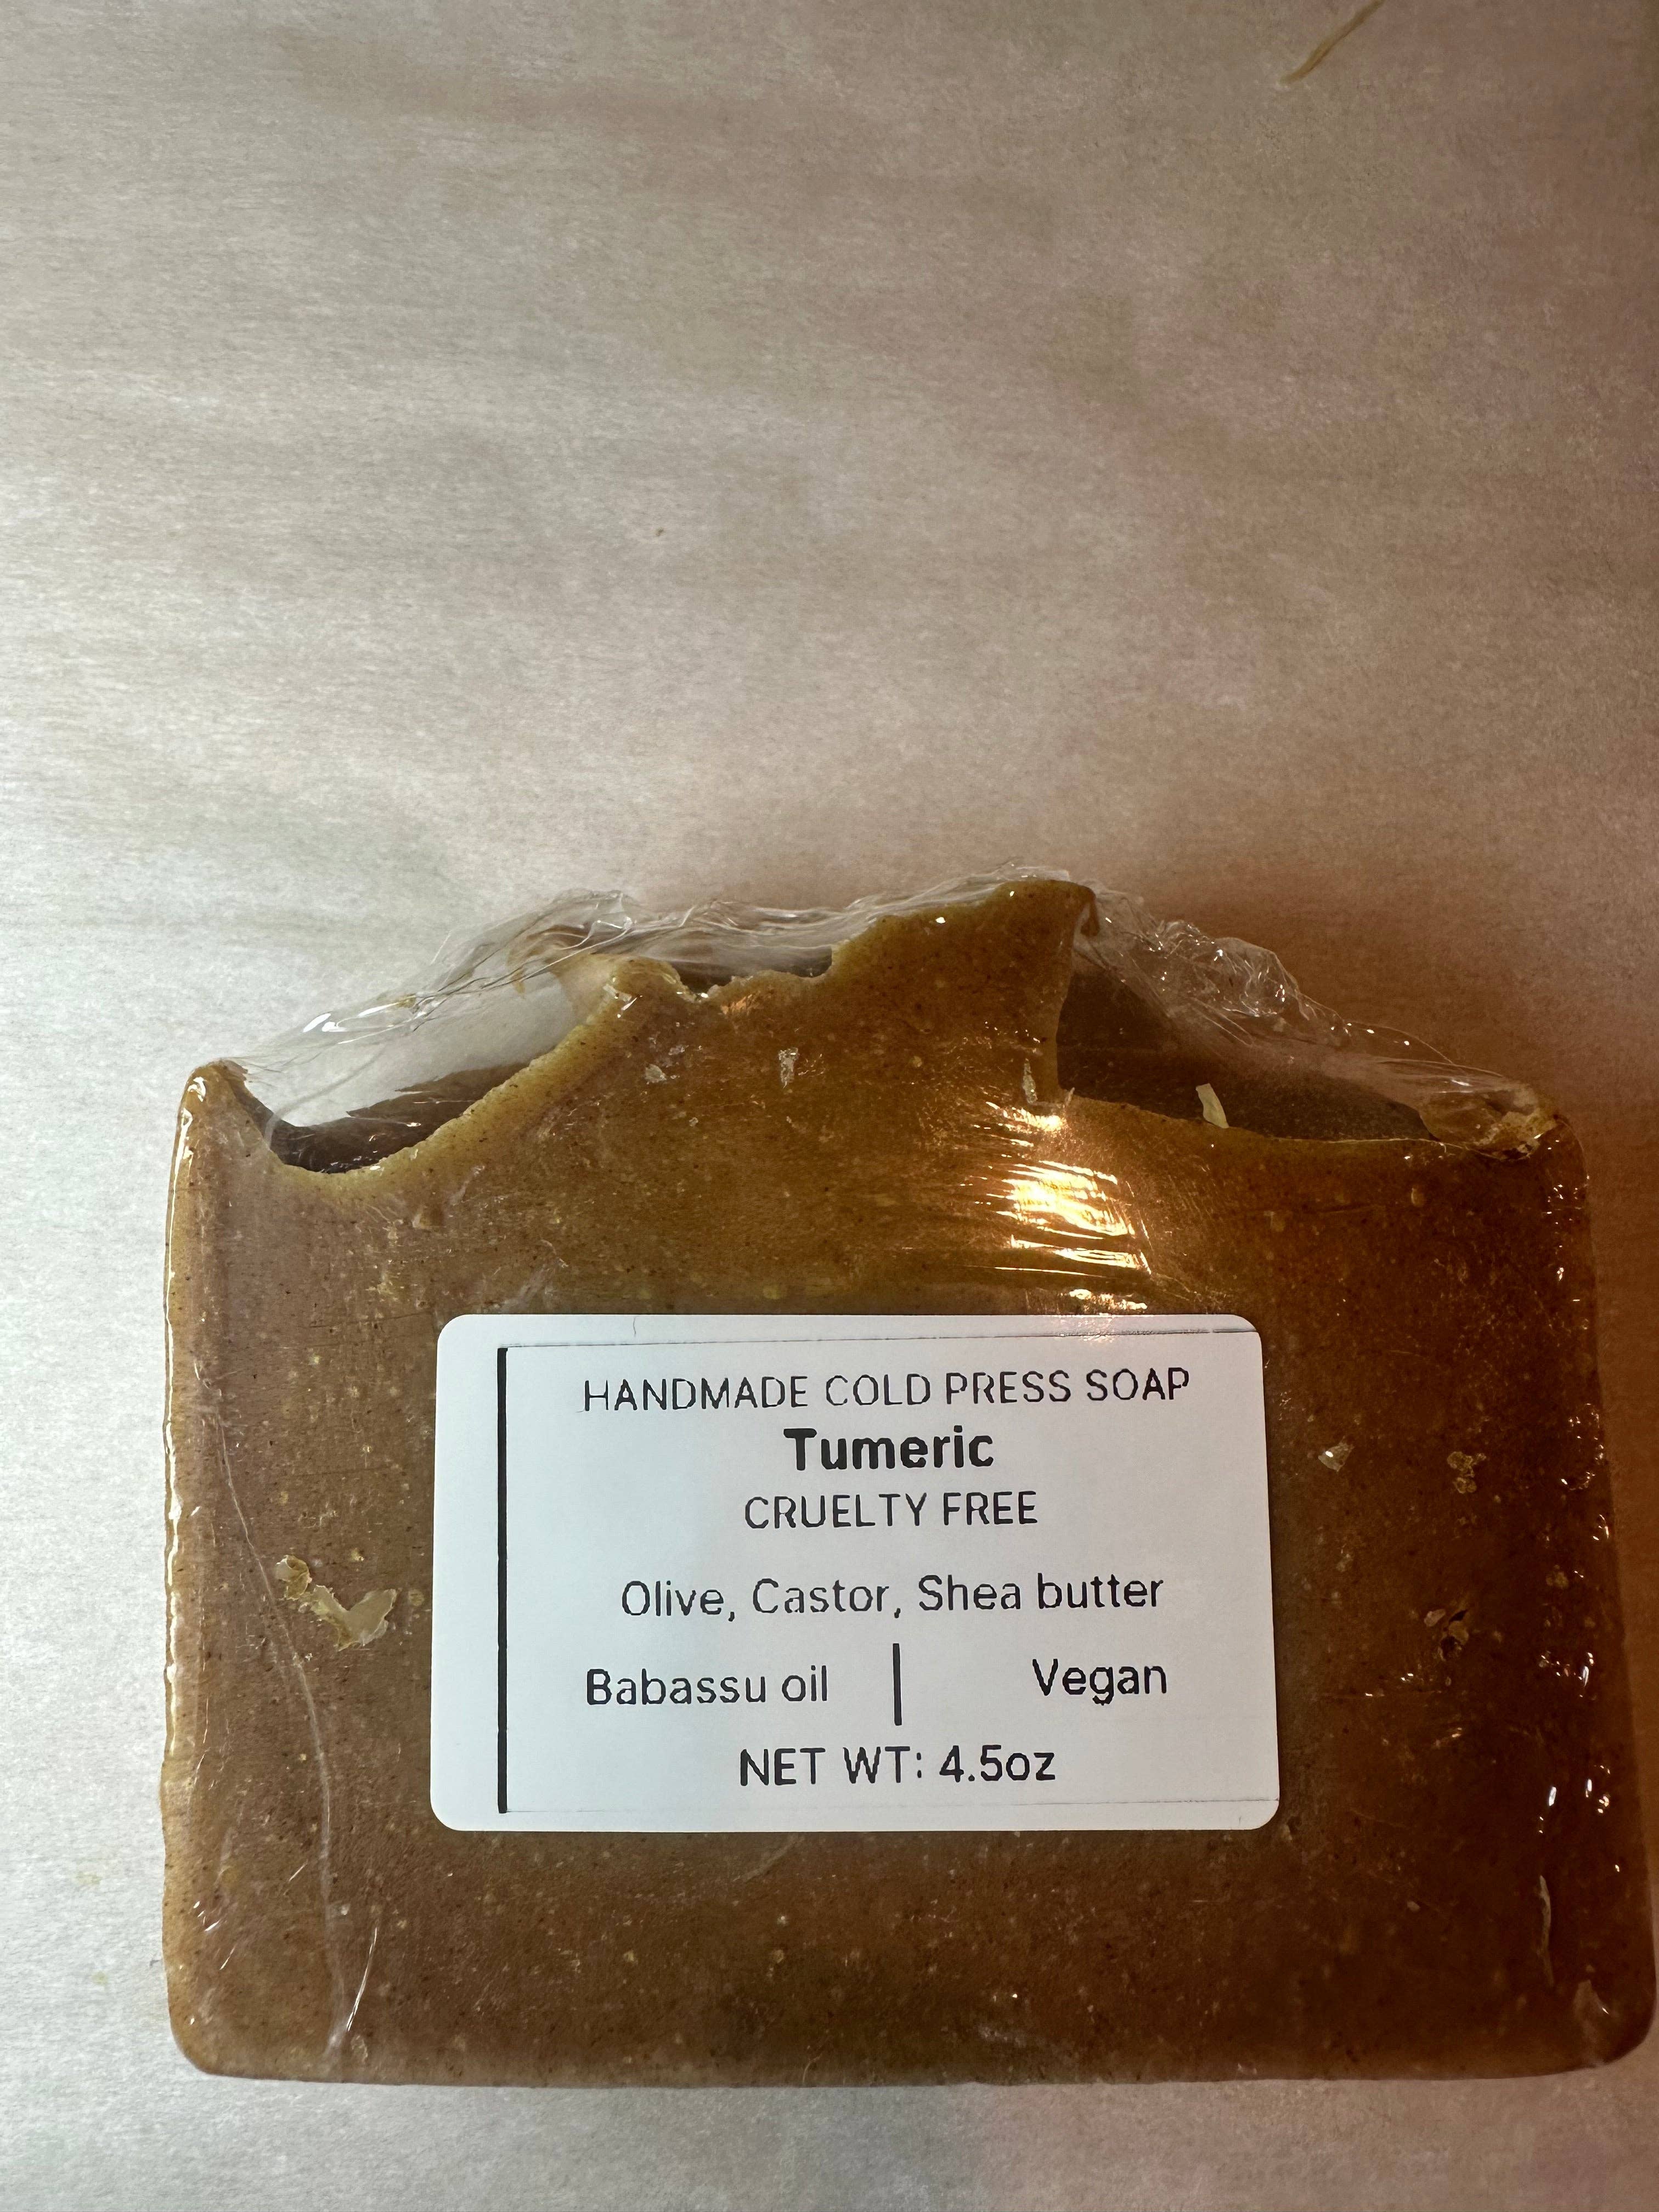 HANDMADE COLD PRESS SOAP
Tumeric
CRUELTY FREE
Olive, Castor, Shea butter
Babassu oil | Vegan
NET WT: 4.5oz